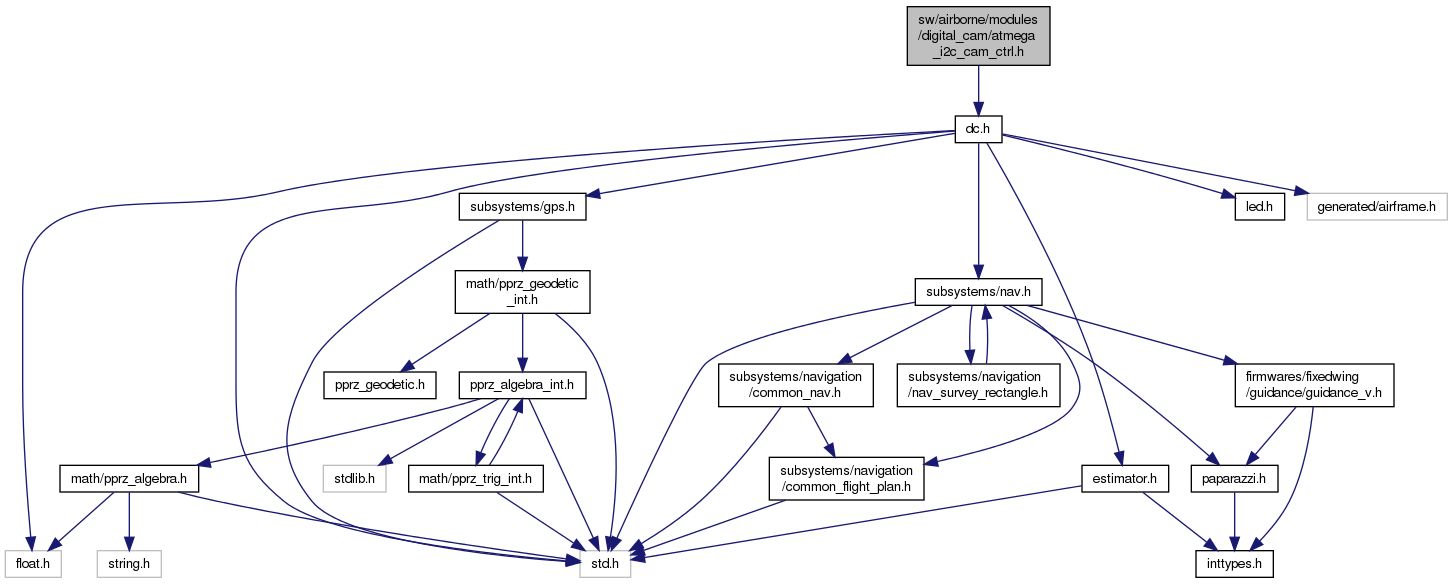 sw/airborne/modules
/digital_cam/atmega
_i2c_cam_ctrl.h
dc.h
subsystems/gps.h
led.h
generated/airframe.h
math/pprz_geodetic
_int.h
subsystems/nav.h
pprz_geodetic.h
pprz_algebra_int.h
subsystems/navigation
/common_nav.h
subsystems/navigation
/nav_survey_rectangle.h
firmwares/fixedwing
/guidance/guidance_v.h
math/pprz_algebra.h
stdlib.h
math/pprz_trig_int.h
subsystems/navigation
/common_flight_plan.h
estimator.h
paparazzi.h
float.h
string.h
std.h
inttypes.h